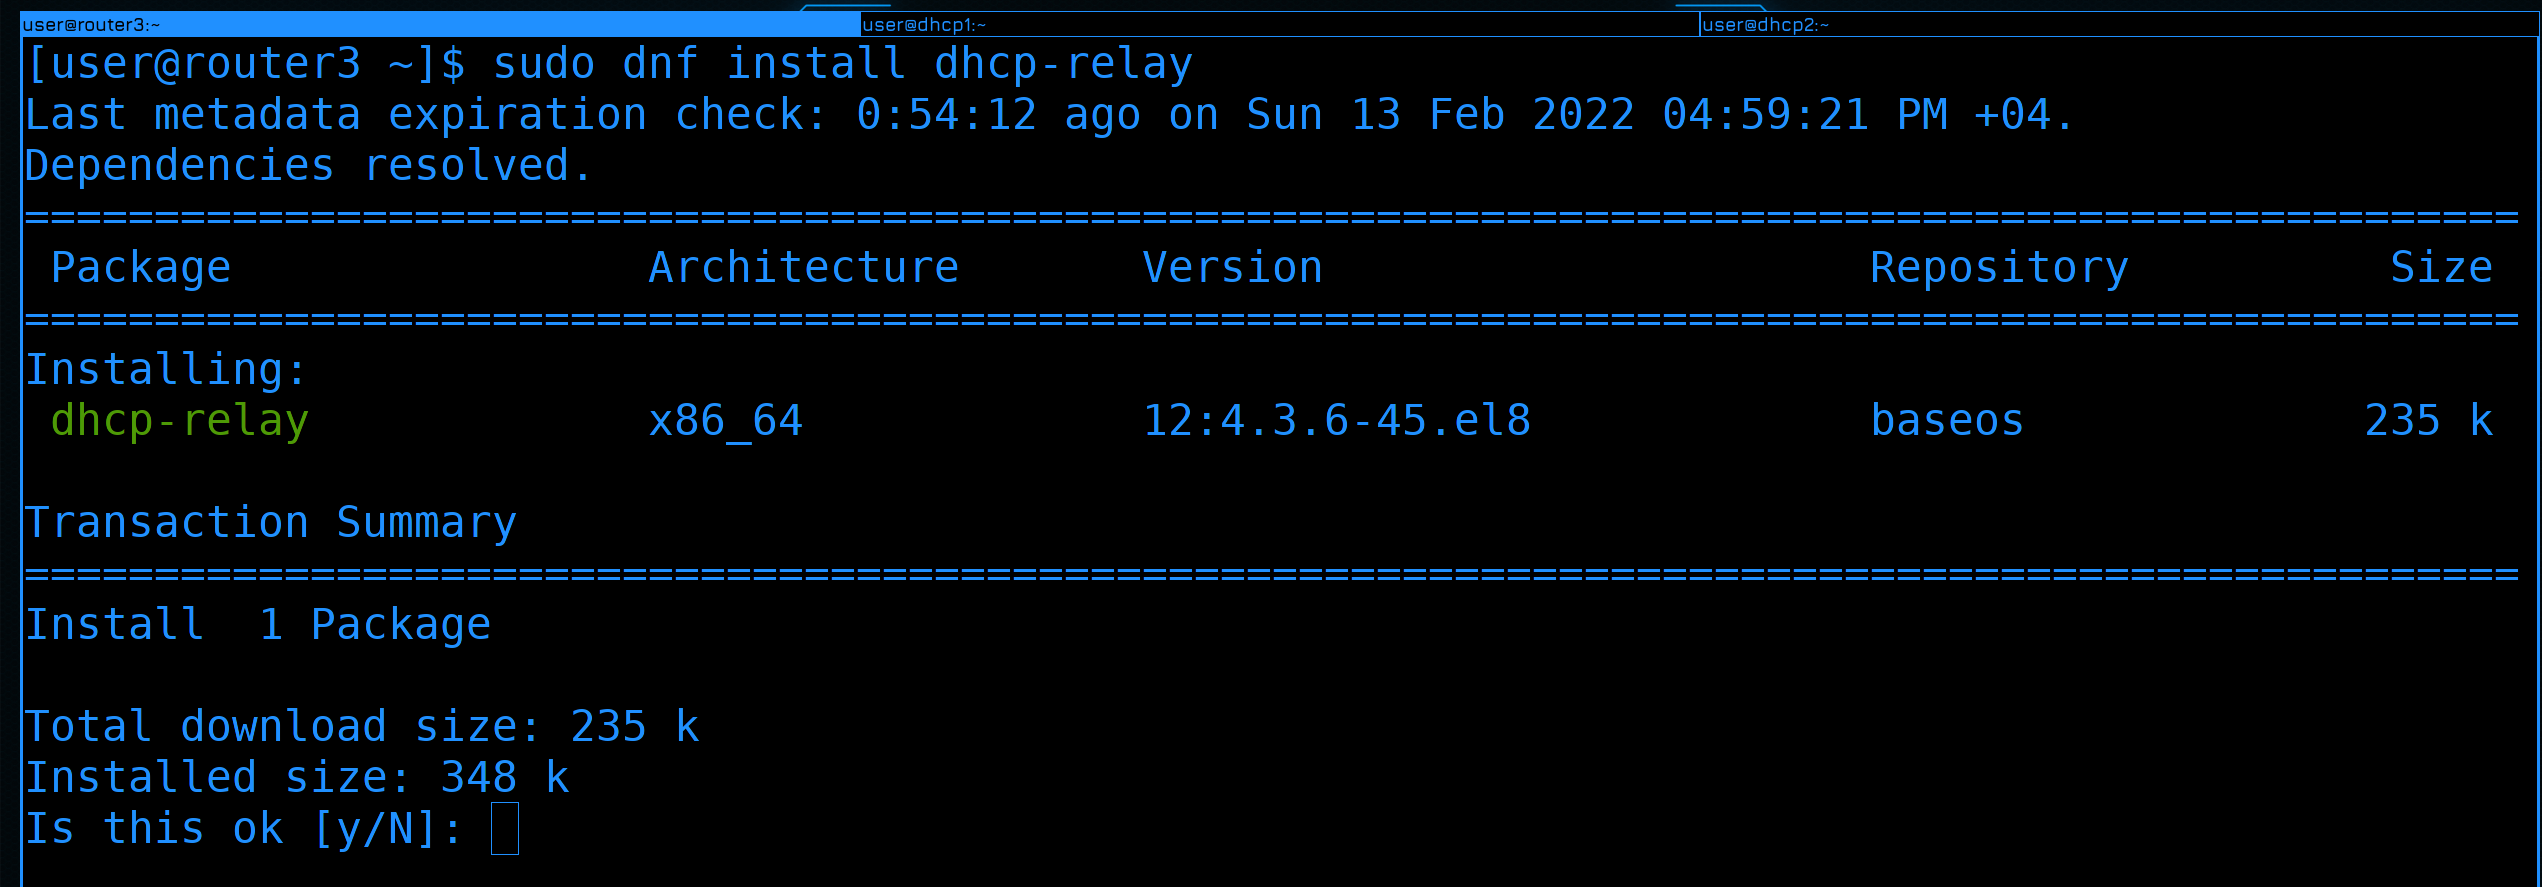 user@router3:~ user@dhcp1:~ user@dhcp2:~
[user@router3 ~]$ sudo dnf install dhcp-relay
Last metadata expiration check: 0:54:12 ago on Sun 13 Feb 2022 04:59:21 PM +04.
Dependencies resolved.
================================================================================================
 Package                Architecture       Version                     Repository          Size
================================================================================================
Installing:
 dhcp-relay             x86_64             12:4.3.6-45.el8             baseos             235 k
Transaction Summary
================================================================================================
Install  1 Package
Total download size: 235 k
Installed size: 348 k
Is this ok [y/N]: